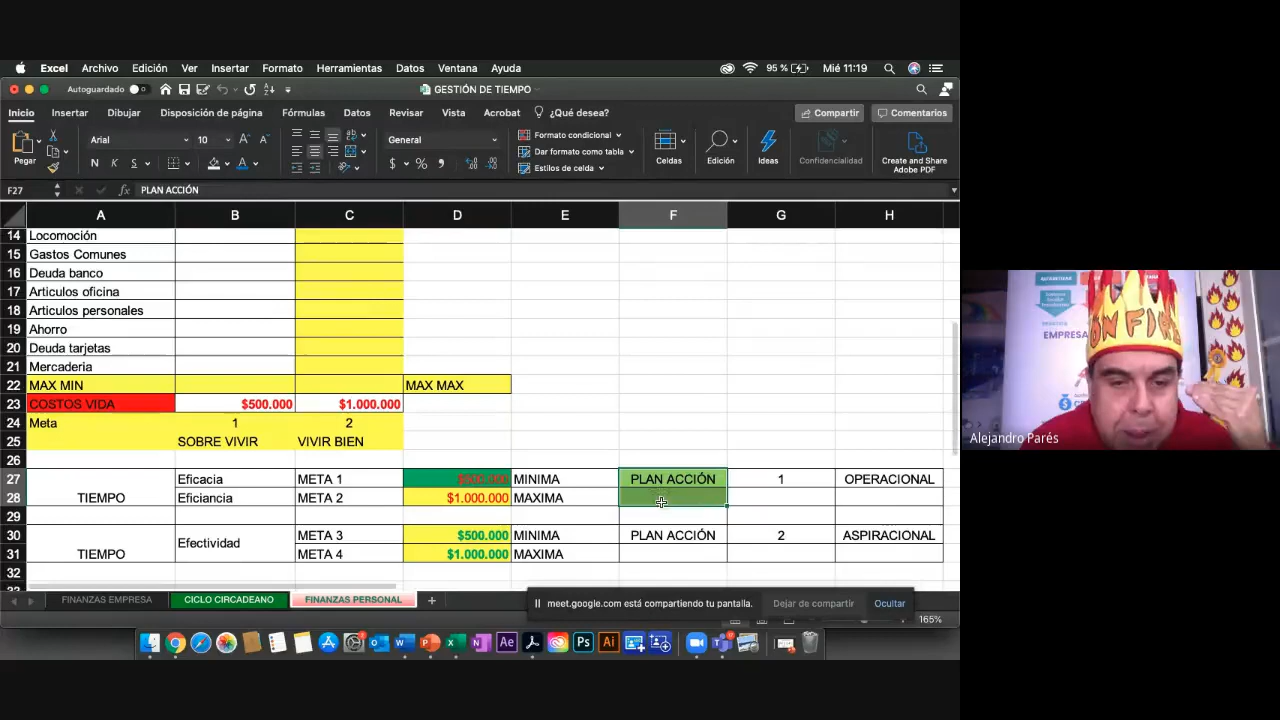 Excel Archivo Edición Ver Insertar Formato Herramientas Datos Ventana Ayuda 95 % Mié 11:19
Autoguardado GESTIÓN DE TIEMPO
Inicio Insertar Dibujar Disposición de página Fórmulas Datos Revisar Vista Acrobat ¿Qué desea? Compartir Comentarios
Pegar Arial 10 General Formato condicional Celdas Edición Ideas Confidencialidad Create and Share
Adobe PDF
N K S $ % Dar formato como tabla
Estilos de celda
F27 fx PLAN ACCIÓN
A B C D E F G H
14 Locomoción
15 Gastos Comunes
16 Deuda banco
17 Articulos oficina
18 Articulos personales
19 Ahorro
20 Deuda tarjetas
21 Mercaderia
22 MAX MIN MAX MAX
23 COSTOS VIDA $500.000 $1.000.000
24 Meta 1 2
25 SOBRE VIVIR VIVIR BIEN
26
27 Eficacia META 1 $500.000 MINIMA PLAN ACCIÓN 1 OPERACIONAL
28 TIEMPO Eficiancia META 2 $1.000.000 MAXIMA
29
30 META 3 $500.000 MINIMA PLAN ACCIÓN 2 ASPIRACIONAL
Efectividad
31 TIEMPO META 4 $1.000.000 MAXIMA
32
FINANZAS EMPRESA CICLO CIRCADEANO FINANZAS PERSONAL +
meet.google.com está compartiendo tu pantalla. Dejar de compartir Ocultar
165%
ON FIRE
EMPRESA
Alejandro Parés